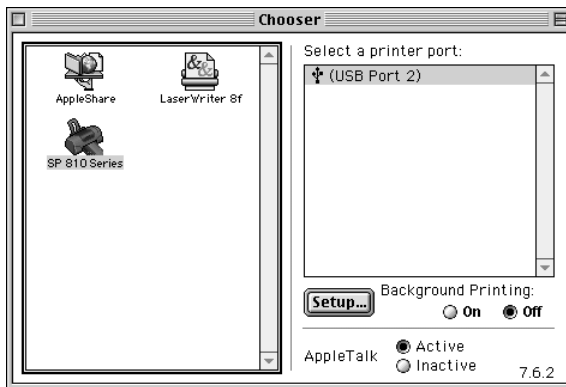 Chooser
AppleShare
LaserWriter 8f
SP 810 Series
Select a printer port:
(USB Port 2)
Setup...
Background Printing:
On Off
AppleTalk
Active
Inactive
7.6.2